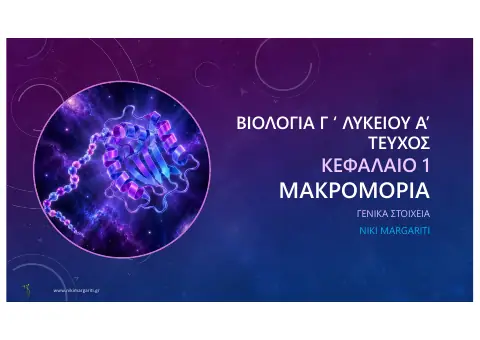 ΒΙΟΛΟΓΙΑ Γ ‘ ΛΥΚΕΙΟΥ Α’
ΤΕΥΧΟΣ
ΚΕΦΑΛΑΙΟ 1
ΜΑΚΡΟΜΟΡΙΑ
ΓΕΝΙΚΑ ΣΤΟΙΧΕΙΑ
NIKI MARGARITI
www.nikimargariti.gr